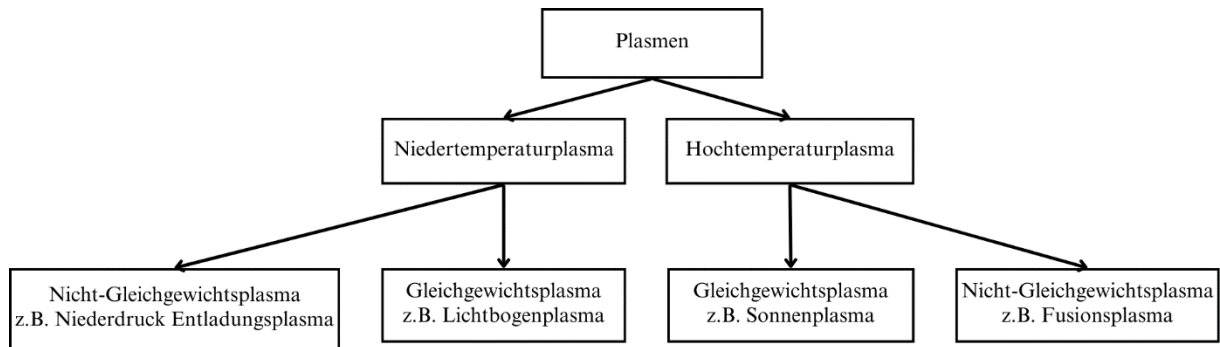 Plasmen
Niedertemperaturplasma
Hochtemperaturplasma
Nicht-Gleichgewichtsplasma
z.B. Niederdruck Entladungsplasma
Gleichgewichtsplasma
z.B. Lichtbogenplasma
Gleichgewichtsplasma
z.B. Sonnenplasma
Nicht-Gleichgewichtsplasma
z.B. Fusionsplasma